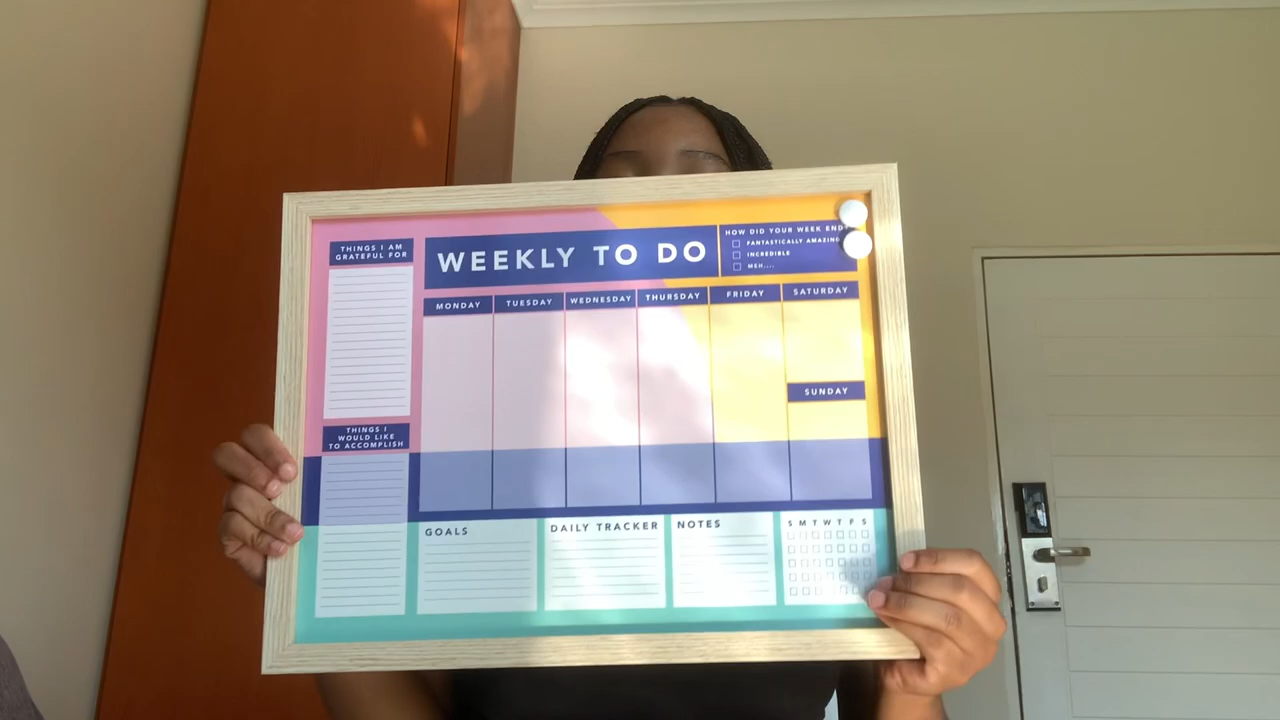 THINGS I AM
GRATEFUL FOR
WEEKLY TO DO
HOW DID YOUR WEEK END
FANTASTICALLY AMAZING
INCREDIBLE
MEH....
MONDAY
TUESDAY
WEDNESDAY
THURSDAY
FRIDAY
SATURDAY
SUNDAY
THINGS I
WOULD LIKE
TO ACCOMPLISH
GOALS
DAILY TRACKER
NOTES
S M T W T F S